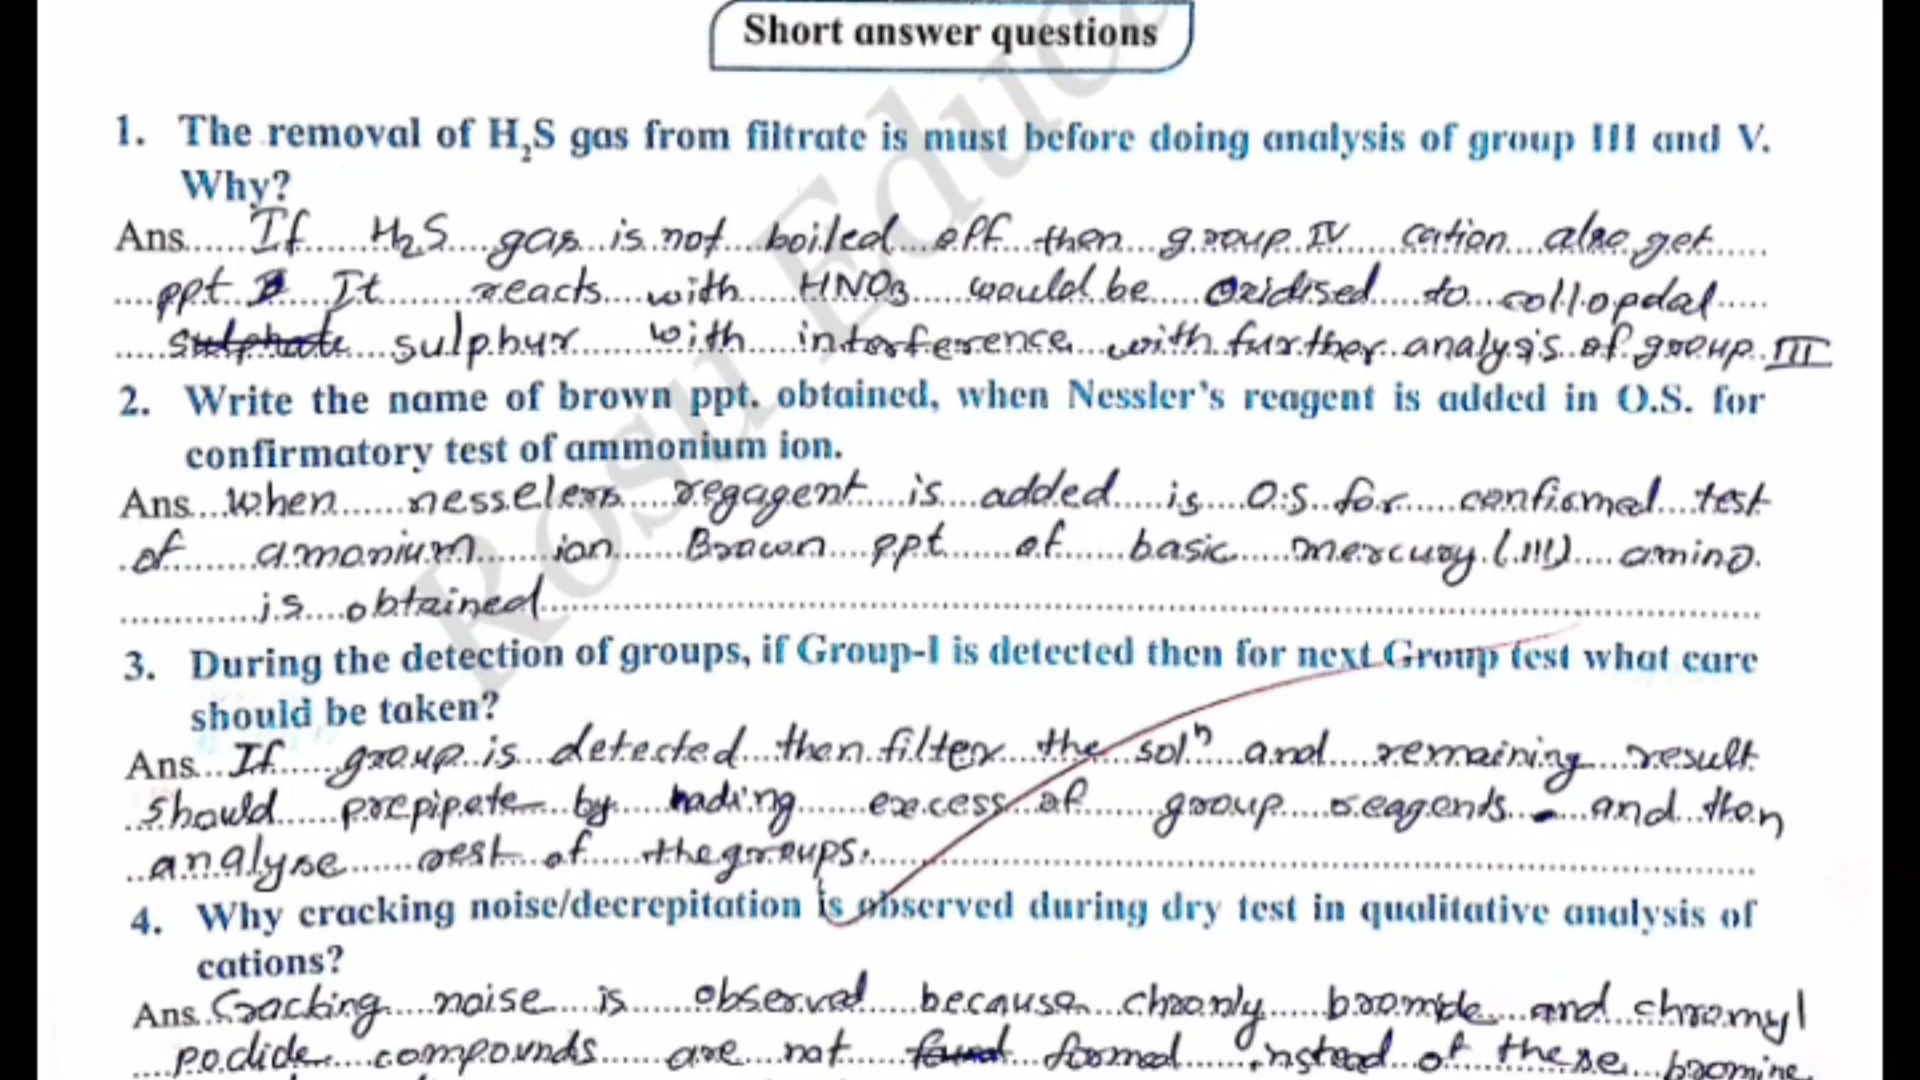 Short answer questions
1. The removal of H₂S gas from filtrate is must before doing analysis of group III and V.
Why?
Ans. If H₂S gas is not boiled off then group IV cation also get
ppt It reacts with HNO₃ would be oxidised to collopdal
sulphate sulphur with interference with further analysis of group III
2. Write the name of brown ppt. obtained, when Nessler's reagent is added in O.S. for
confirmatory test of ammonium ion.
Ans. When nesselers regagent is added is O.S. for confirmed test
of amonium ion Brown ppt of basic mercury (III) amino.
is obtained
3. During the detection of groups, if Group-I is detected then for next Group test what care
should be taken?
Ans. If group is detected then filter the solⁿ and remaining result
should precpipete by hading excess of group reagents - and then
analyse rest of the groups.
4. Why cracking noise/decrepitation is observed during dry test in qualitative analysis of
cations?
Ans. Cracking noise is observed because chromly bromide and chromyl
podide compounds are not found formed instead of these bromine
Rosu Educ